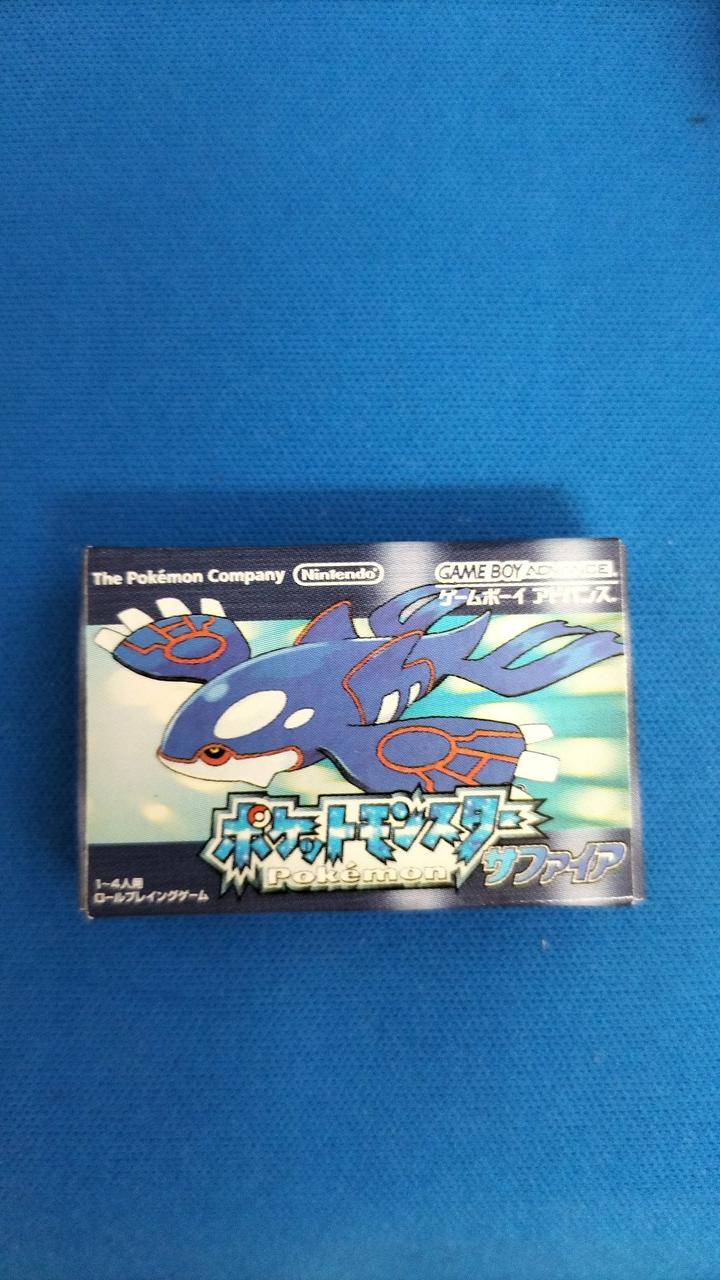 The Pokémon Company Nintendo
GAME BOY ADVANCE
ゲームボーイ アドバンス
ポケットモンスター
Pokémon
サファイア
1~4人用
ロールプレイングゲーム